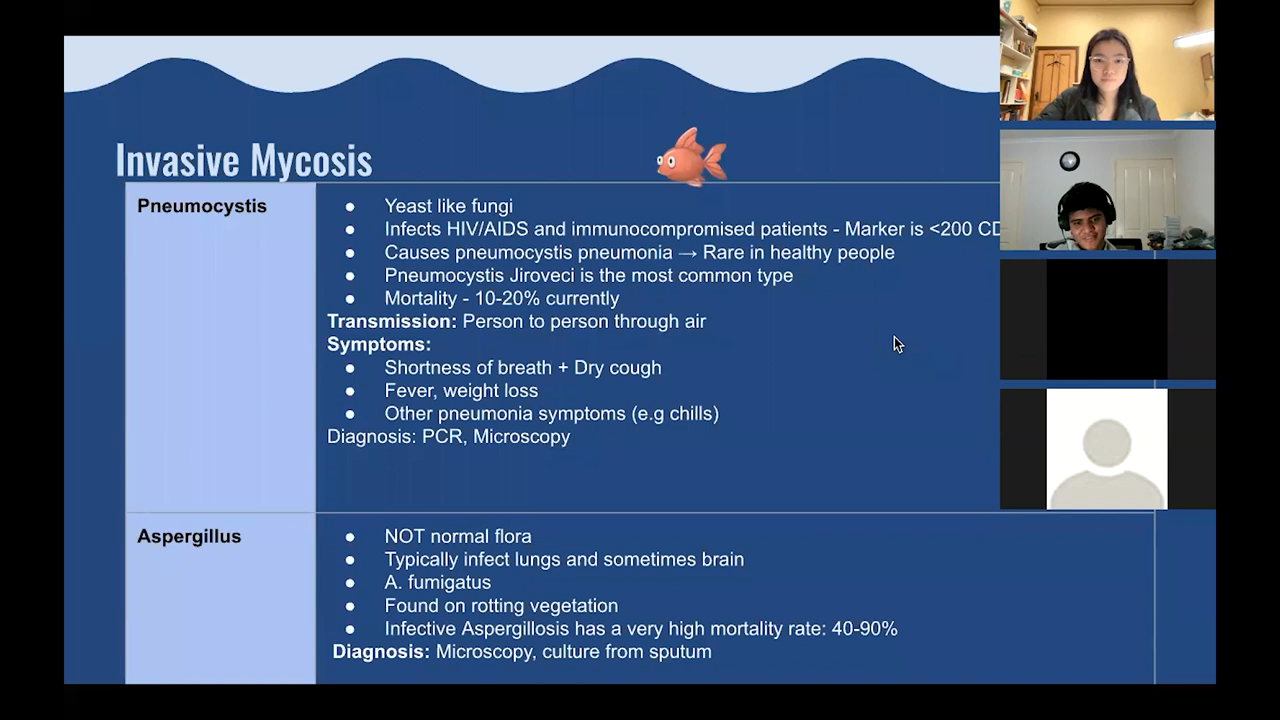 Invasive Mycosis
Pneumocystis
● Yeast like fungi
● Infects HIV/AIDS and immunocompromised patients - Marker is <200 CD
● Causes pneumocystis pneumonia → Rare in healthy people
● Pneumocystis Jiroveci is the most common type
● Mortality - 10-20% currently
Transmission: Person to person through air
Symptoms:
● Shortness of breath + Dry cough
● Fever, weight loss
● Other pneumonia symptoms (e.g chills)
Diagnosis: PCR, Microscopy
Aspergillus
● NOT normal flora
● Typically infect lungs and sometimes brain
● A. fumigatus
● Found on rotting vegetation
● Infective Aspergillosis has a very high mortality rate: 40-90%
Diagnosis: Microscopy, culture from sputum